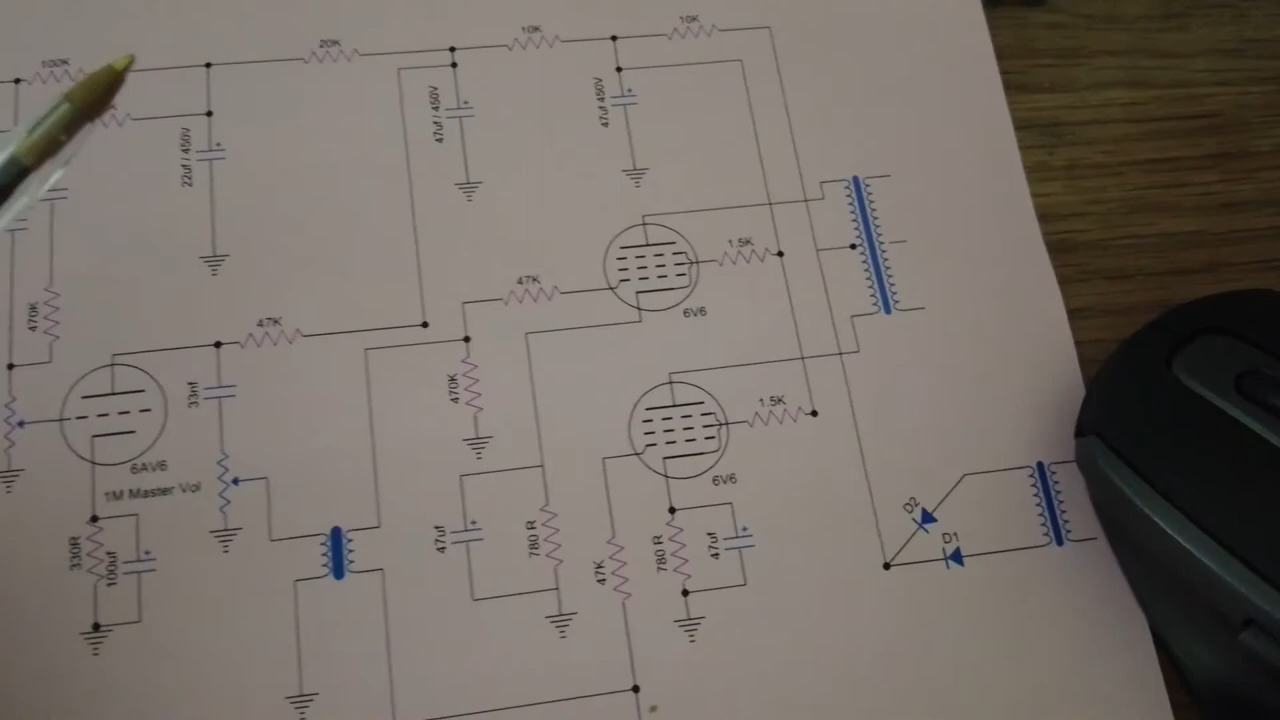 100K
20K
10K
10K
22uf / 450V
47uf / 450V
47uf 450V
470K
47K
47K
1.5K
6V6
33nf
470K
1.5K
6V6
6AV6
1M Master Vol
330R
100uf
47uf
780 R
47K
780 R
47uf
D2
D1